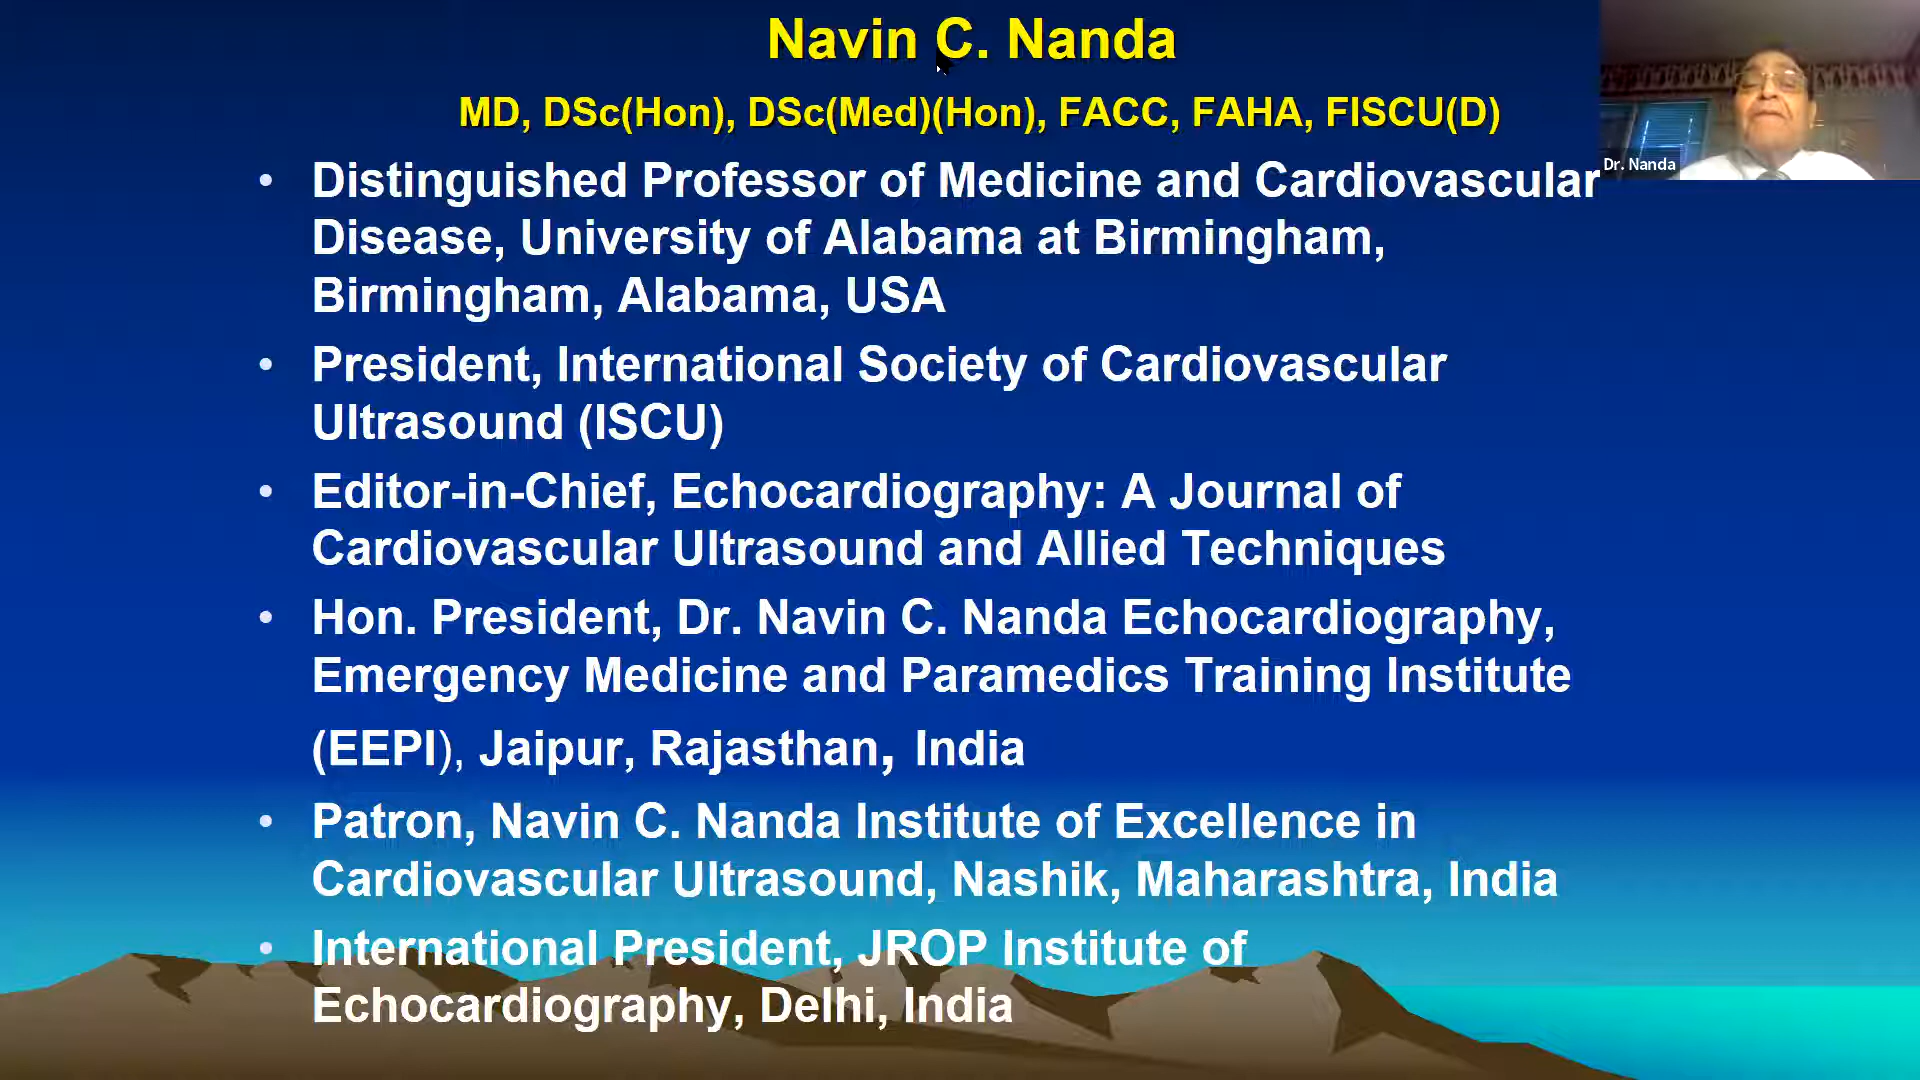 Navin C. Nanda
MD, DSc(Hon), DSc(Med)(Hon), FACC, FAHA, FISCU(D)
Dr. Nanda
• Distinguished Professor of Medicine and Cardiovascular
Disease, University of Alabama at Birmingham,
Birmingham, Alabama, USA
• President, International Society of Cardiovascular
Ultrasound (ISCU)
• Editor-in-Chief, Echocardiography: A Journal of
Cardiovascular Ultrasound and Allied Techniques
• Hon. President, Dr. Navin C. Nanda Echocardiography,
Emergency Medicine and Paramedics Training Institute
(EEPI), Jaipur, Rajasthan, India
• Patron, Navin C. Nanda Institute of Excellence in
Cardiovascular Ultrasound, Nashik, Maharashtra, India
• International President, JROP Institute of
Echocardiography, Delhi, India